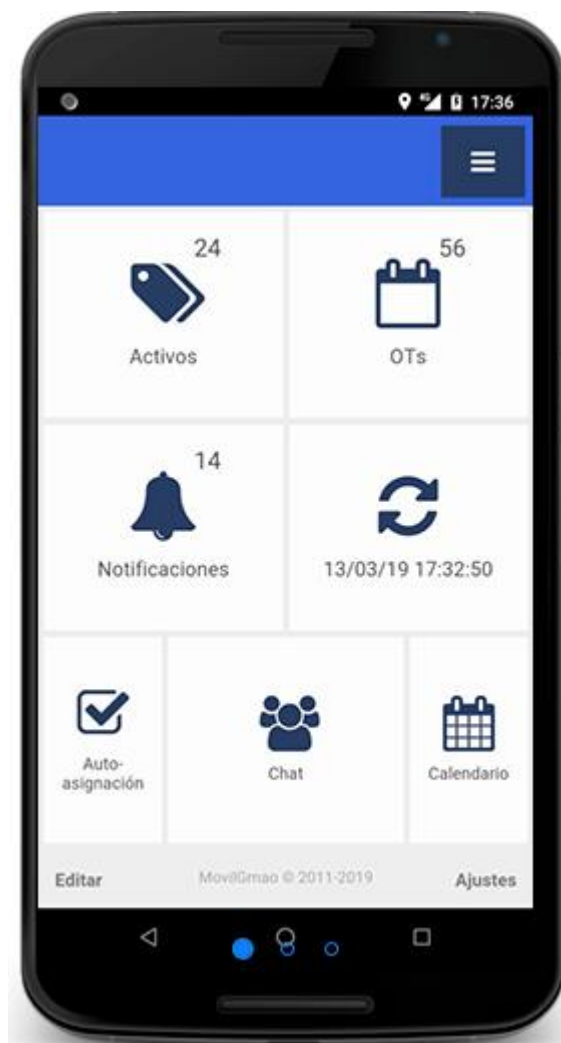 17:36
24
56
Activos
OTs
14
Notificaciones
13/03/19 17:32:50
Auto-
asignación
Chat
Calendario
Editar
MovilGmao © 2011-2019
Ajustes